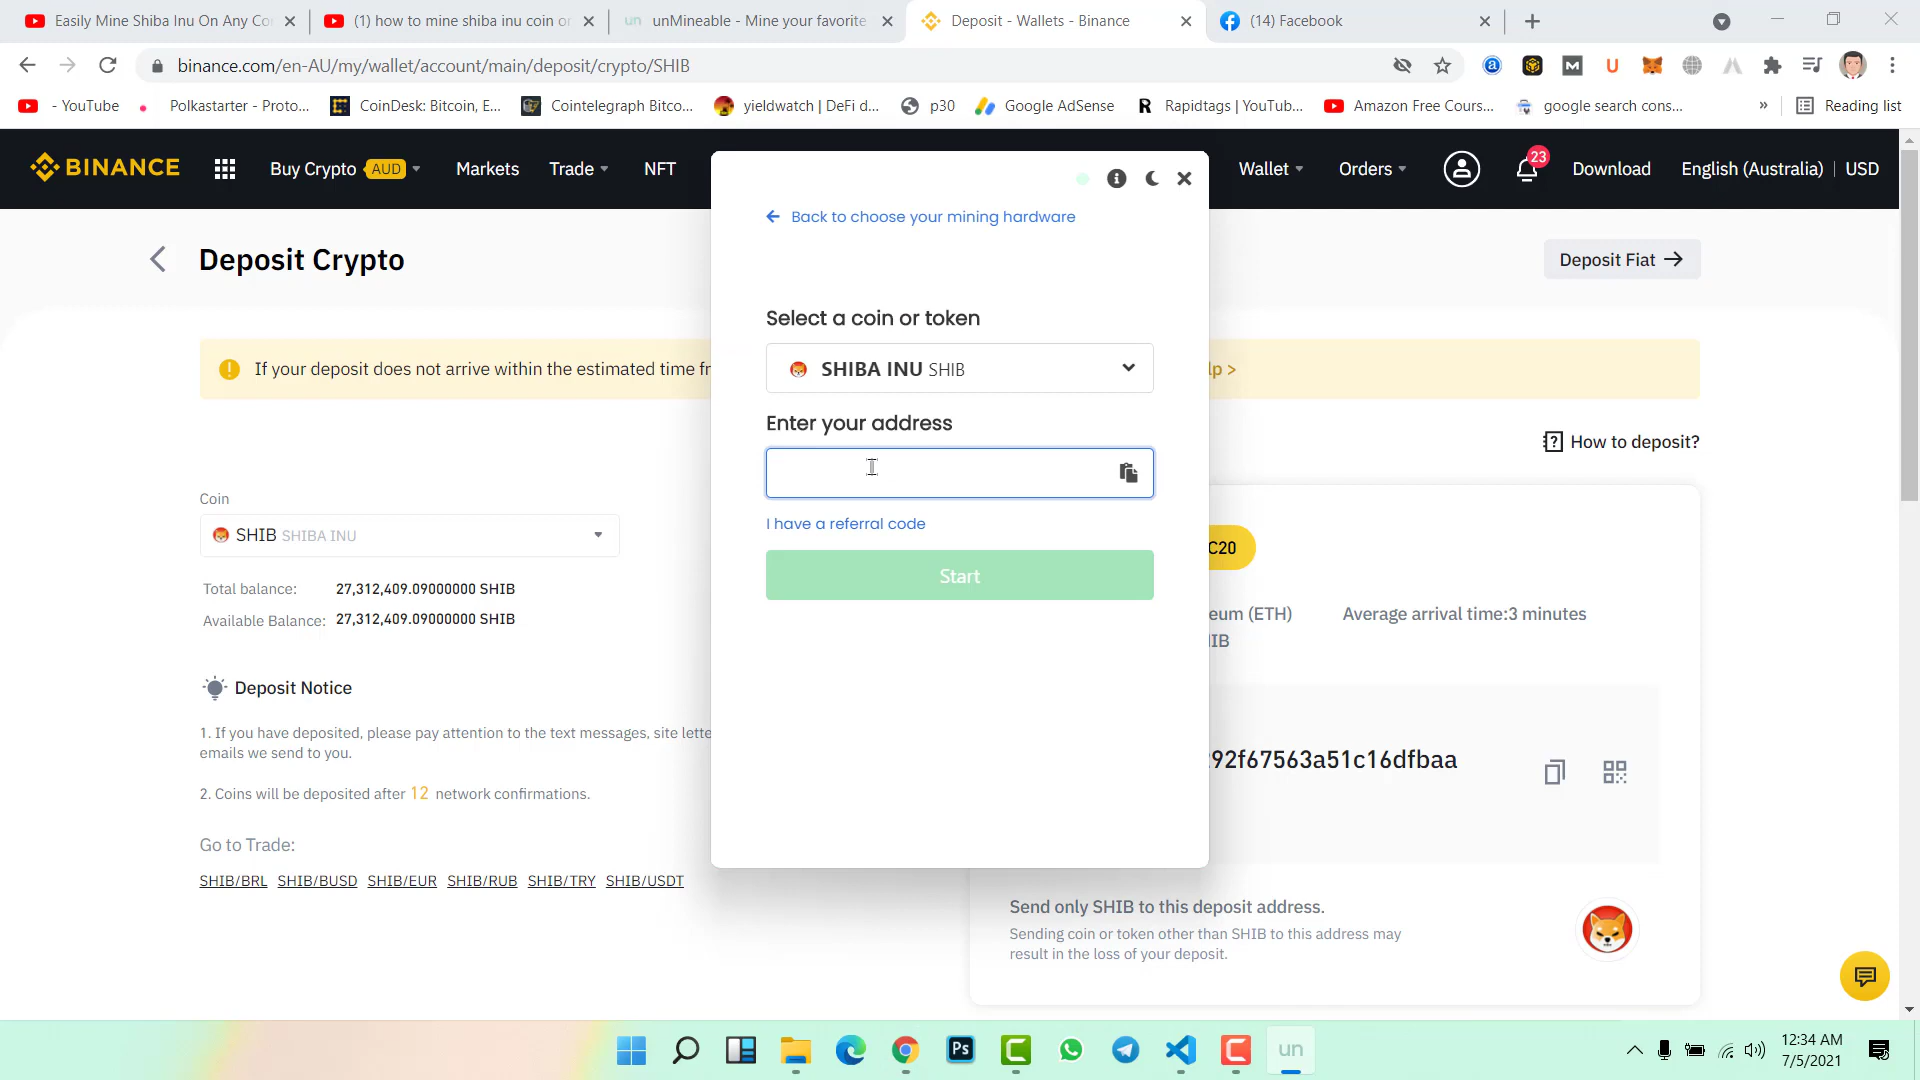 Easily Mine Shiba Inu On Any Co
(1) how to mine shiba inu coin or
un unMineable - Mine your favorite
Deposit - Wallets - Binance
(14) Facebook
binance.com/en-AU/my/wallet/account/main/deposit/crypto/SHIB
- YouTube
Polkastarter - Proto...
CoinDesk: Bitcoin, E...
Cointelegraph Bitco...
yieldwatch | DeFi d...
p30
Google AdSense
Rapidtags | YouTub...
Amazon Free Cours...
google search cons...
»
Reading list
BINANCE
Buy Crypto AUD
Markets
Trade
NFT
Wallet
Orders
23
Download
English (Australia)
USD
Back to choose your mining hardware
Deposit Crypto
Deposit Fiat
Select a coin or token
SHIBA INU SHIB
If your deposit does not arrive within the estimated time fr
lp >
Enter your address
How to deposit?
I have a referral code
Start
Coin
SHIB SHIBA INU
C20
Total balance: 27,312,409.09000000 SHIB
Available Balance: 27,312,409.09000000 SHIB
eum (ETH)
IB
Average arrival time:3 minutes
Deposit Notice
1. If you have deposited, please pay attention to the text messages, site lette
emails we send to you.
2. Coins will be deposited after 12 network confirmations.
92f67563a51c16dfbaa
Go to Trade:
SHIB/BRL SHIB/BUSD SHIB/EUR SHIB/RUB SHIB/TRY SHIB/USDT
Send only SHIB to this deposit address.
Sending coin or token other than SHIB to this address may
result in the loss of your deposit.
Ps
un
12:34 AM
7/5/2021